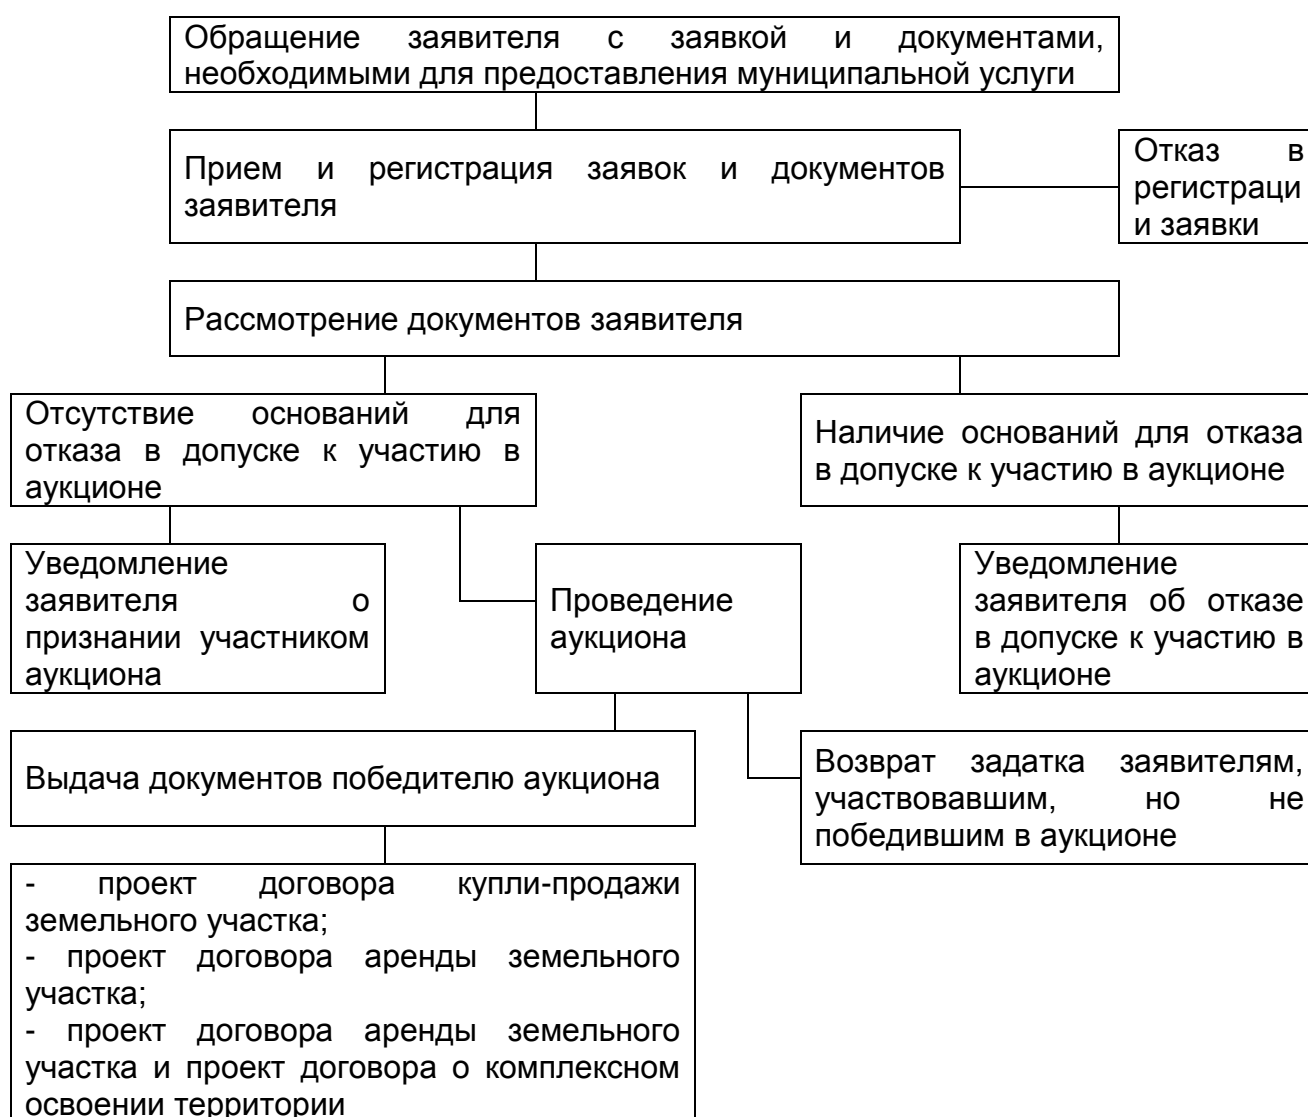 Обращение заявителя с заявкой и документами,
необходимыми для предоставления муниципальной услуги
Прием и регистрация заявок и документов
заявителя
Отказ в
регистраци
и заявки
Рассмотрение документов заявителя
Отсутствие оснований для
отказа в допуске к участию в
аукционе
Наличие оснований для отказа
в допуске к участию в аукционе
Уведомление
заявителя о
признании участником
аукциона
Проведение
аукциона
Уведомление
заявителя об отказе
в допуске к участию в
аукционе
Выдача документов победителю аукциона
Возврат задатка заявителям,
участвовавшим, но не
победившим в аукционе
- проект договора купли-продажи
земельного участка;
- проект договора аренды земельного
участка;
- проект договора аренды земельного
участка и проект договора о комплексном
освоении территории